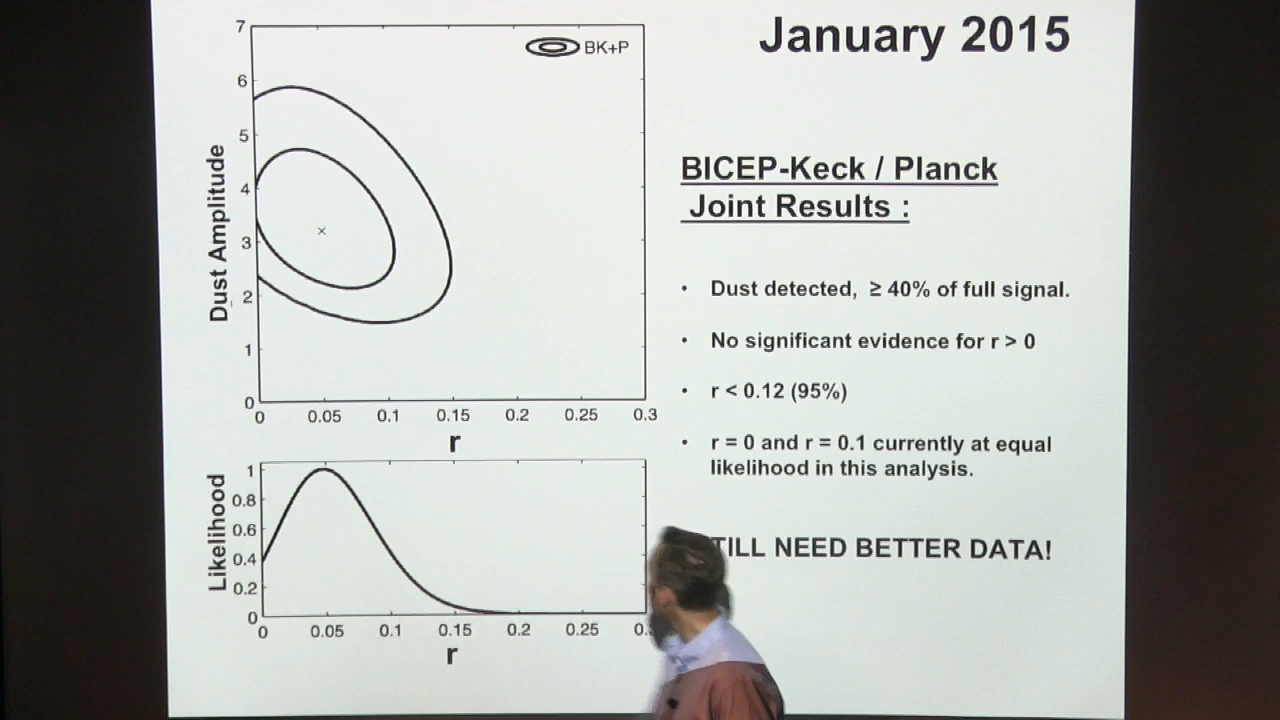 January 2015
7
6
5
4
3
2
1
0
Dust Amplitude
BK+P
0 0.05 0.1 0.15 0.2 0.25 0.3
r
1
0.8
0.6
0.4
0.2
0
Likelihood
0 0.05 0.1 0.15 0.2 0.25 0.
r
BICEP-Keck / Planck
Joint Results :
• Dust detected, ≥ 40% of full signal.
• No significant evidence for r > 0
• r < 0.12 (95%)
• r = 0 and r = 0.1 currently at equal
likelihood in this analysis.
TILL NEED BETTER DATA!